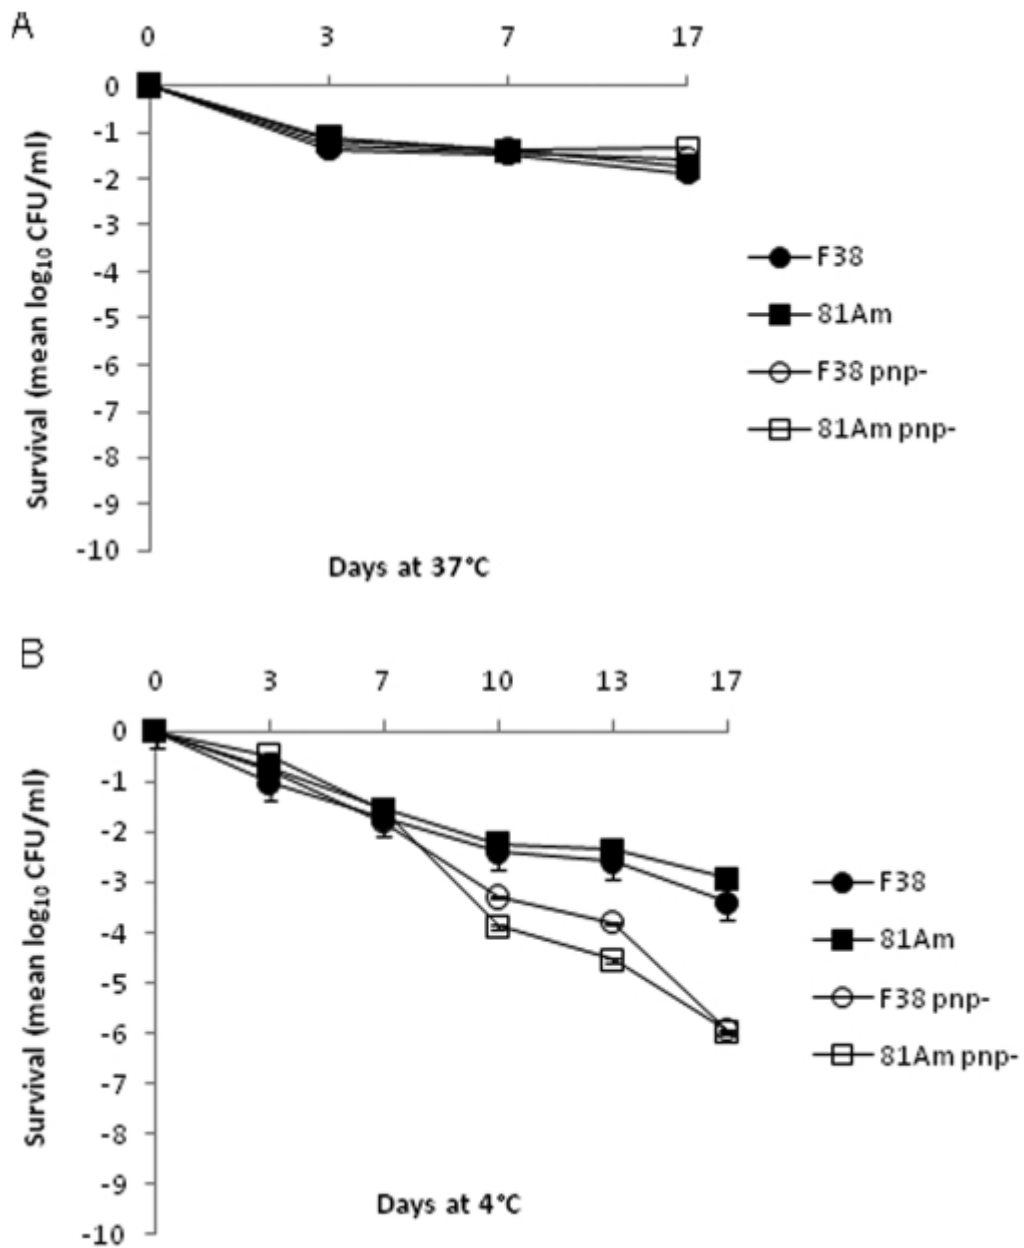 A
0 3 7 17
0
-1
-2
-3
-4
-5
-6
-7
-8
-9
-10
Survival (mean log10 CFU/ml)
F38
81Am
F38 pnp-
81Am pnp-
Days at 37°C
B
0 3 7 10 13 17
0
-1
-2
-3
-4
-5
-6
-7
-8
-9
-10
Survival (mean log10 CFU/ml)
F38
81Am
F38 pnp-
81Am pnp-
Days at 4°C